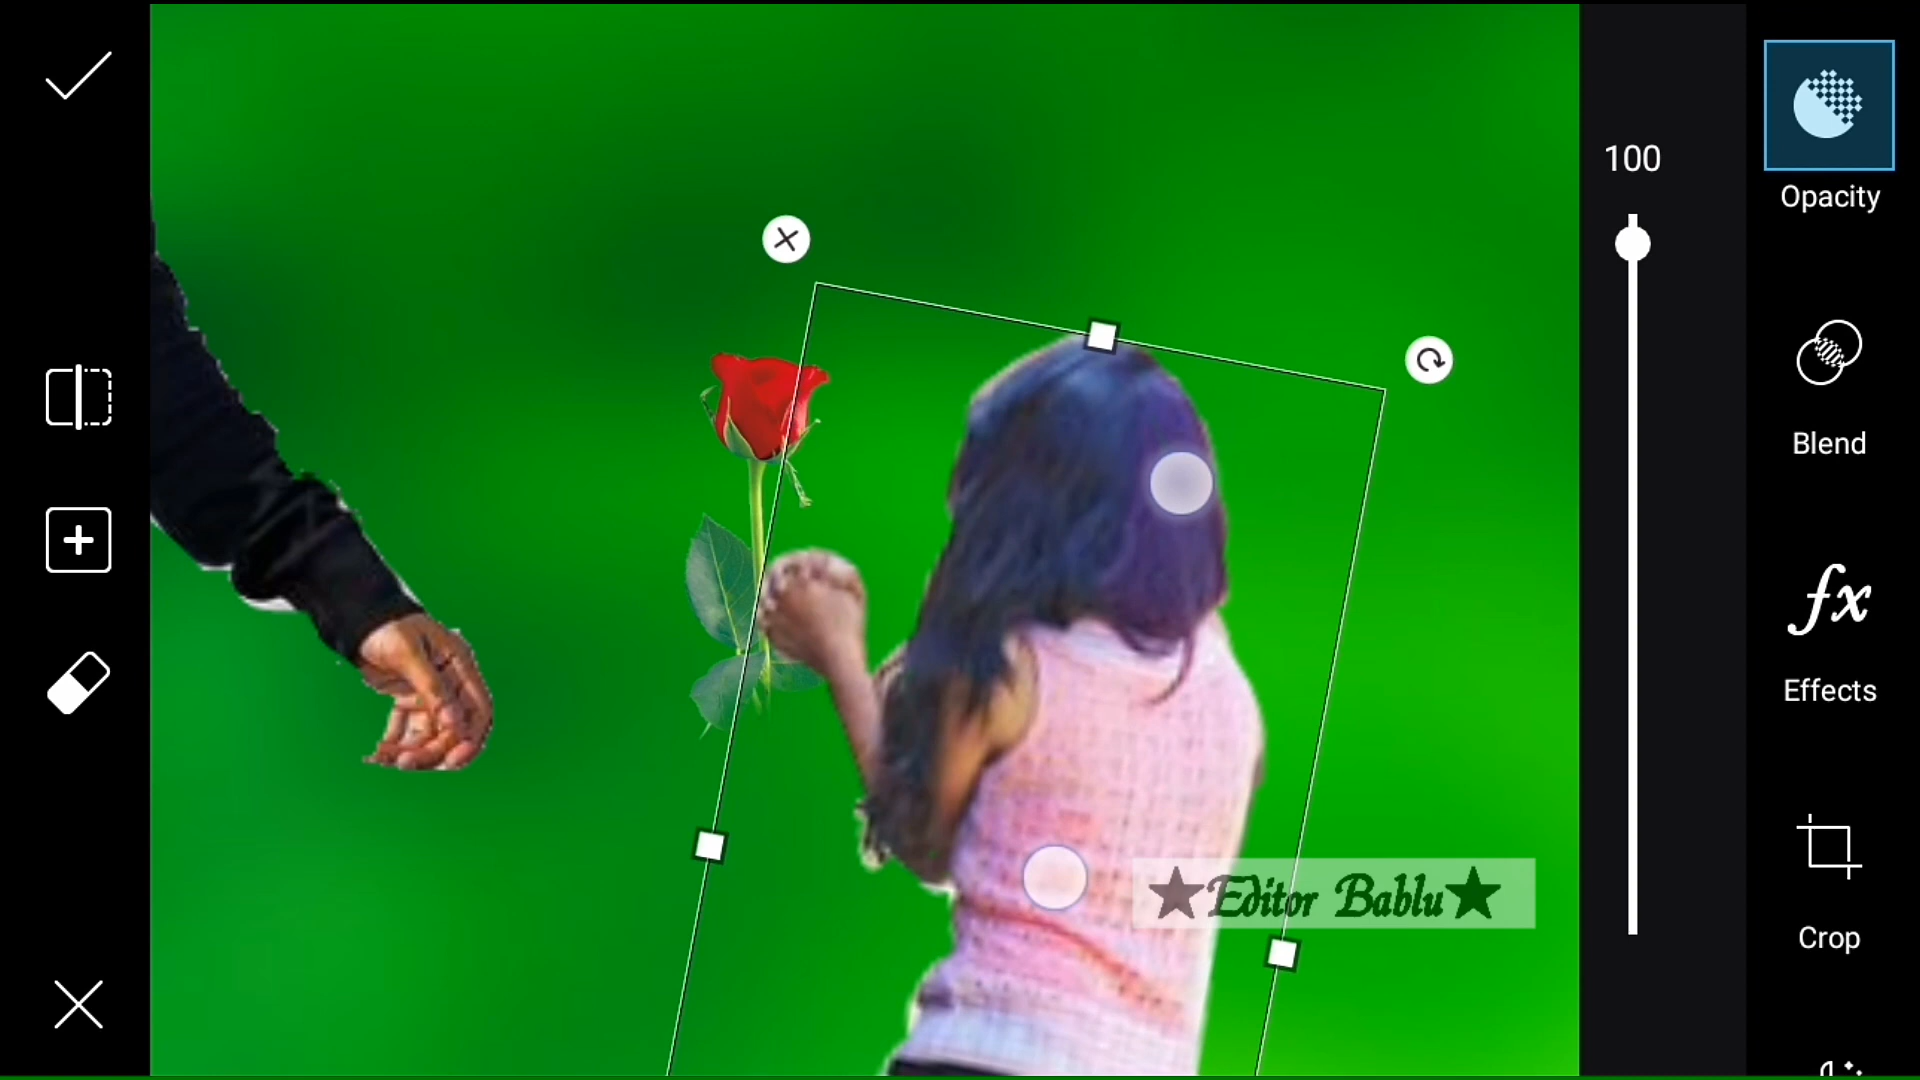 100
Opacity
Blend
fx
Effects
★Editor Bablu★
Crop